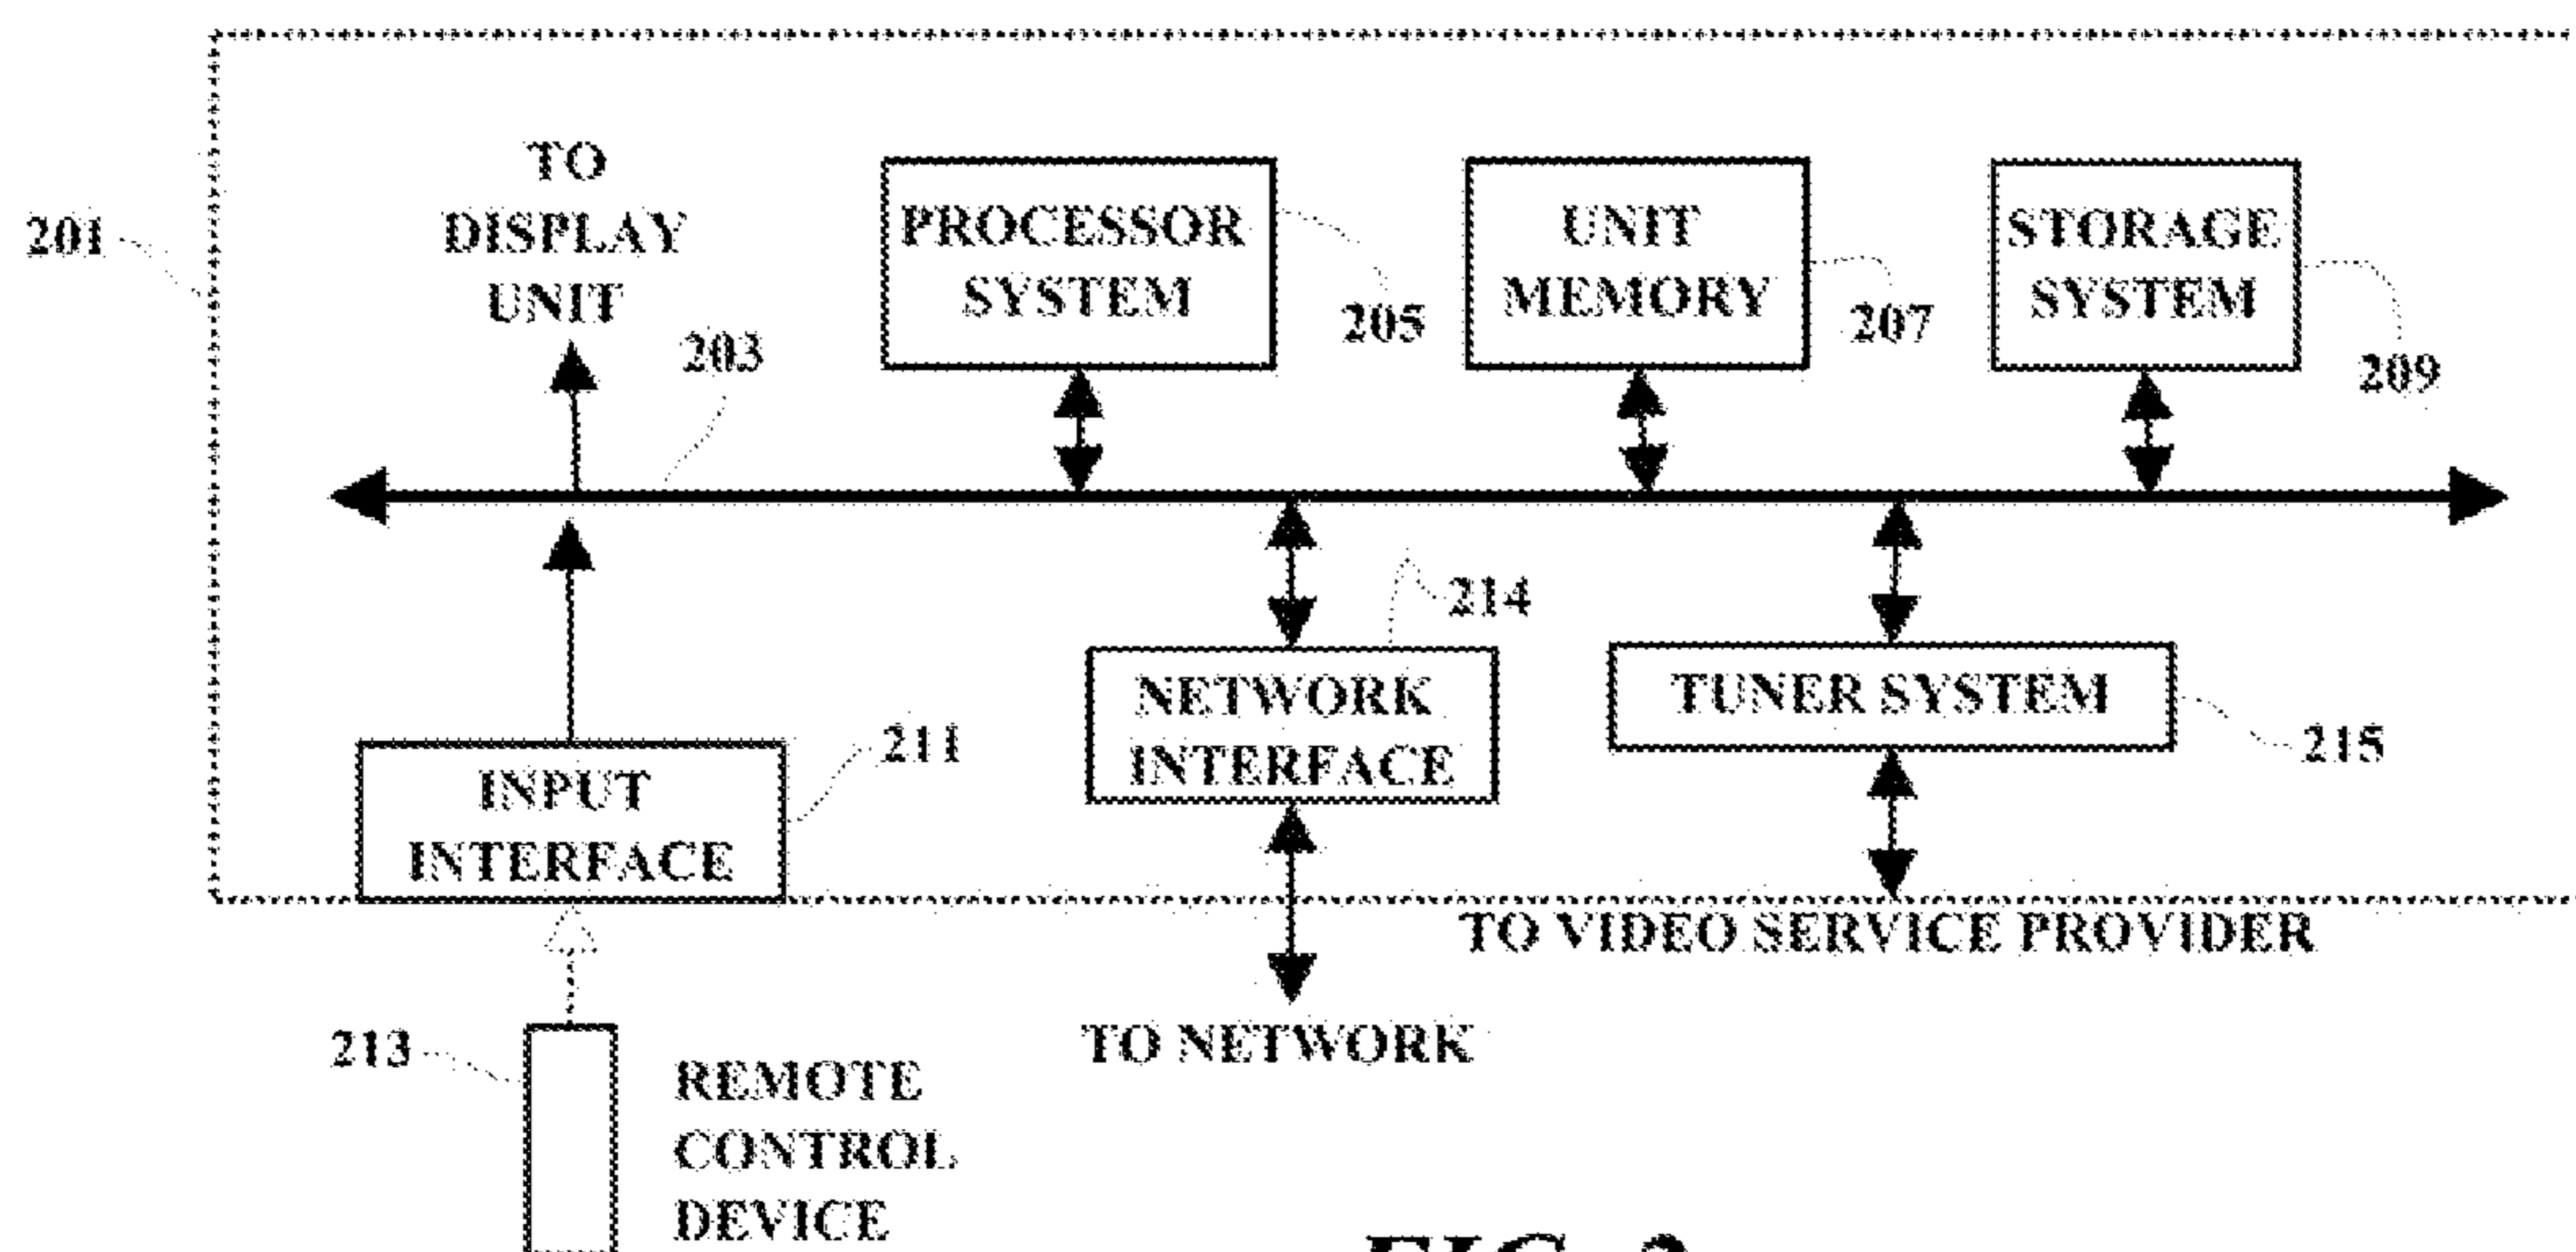 TO
DISPLAY
UNIT
201
203
PROCESSOR
SYSTEM
205
UNIT
MEMORY
207
STORAGE
SYSTEM
209
INPUT
INTERFACE
211
NETWORK
INTERFACE
214
TUNER SYSTEM
215
TO VIDEO SERVICE PROVIDER
TO NETWORK
213
REMOTE
CONTROL
DEVICE